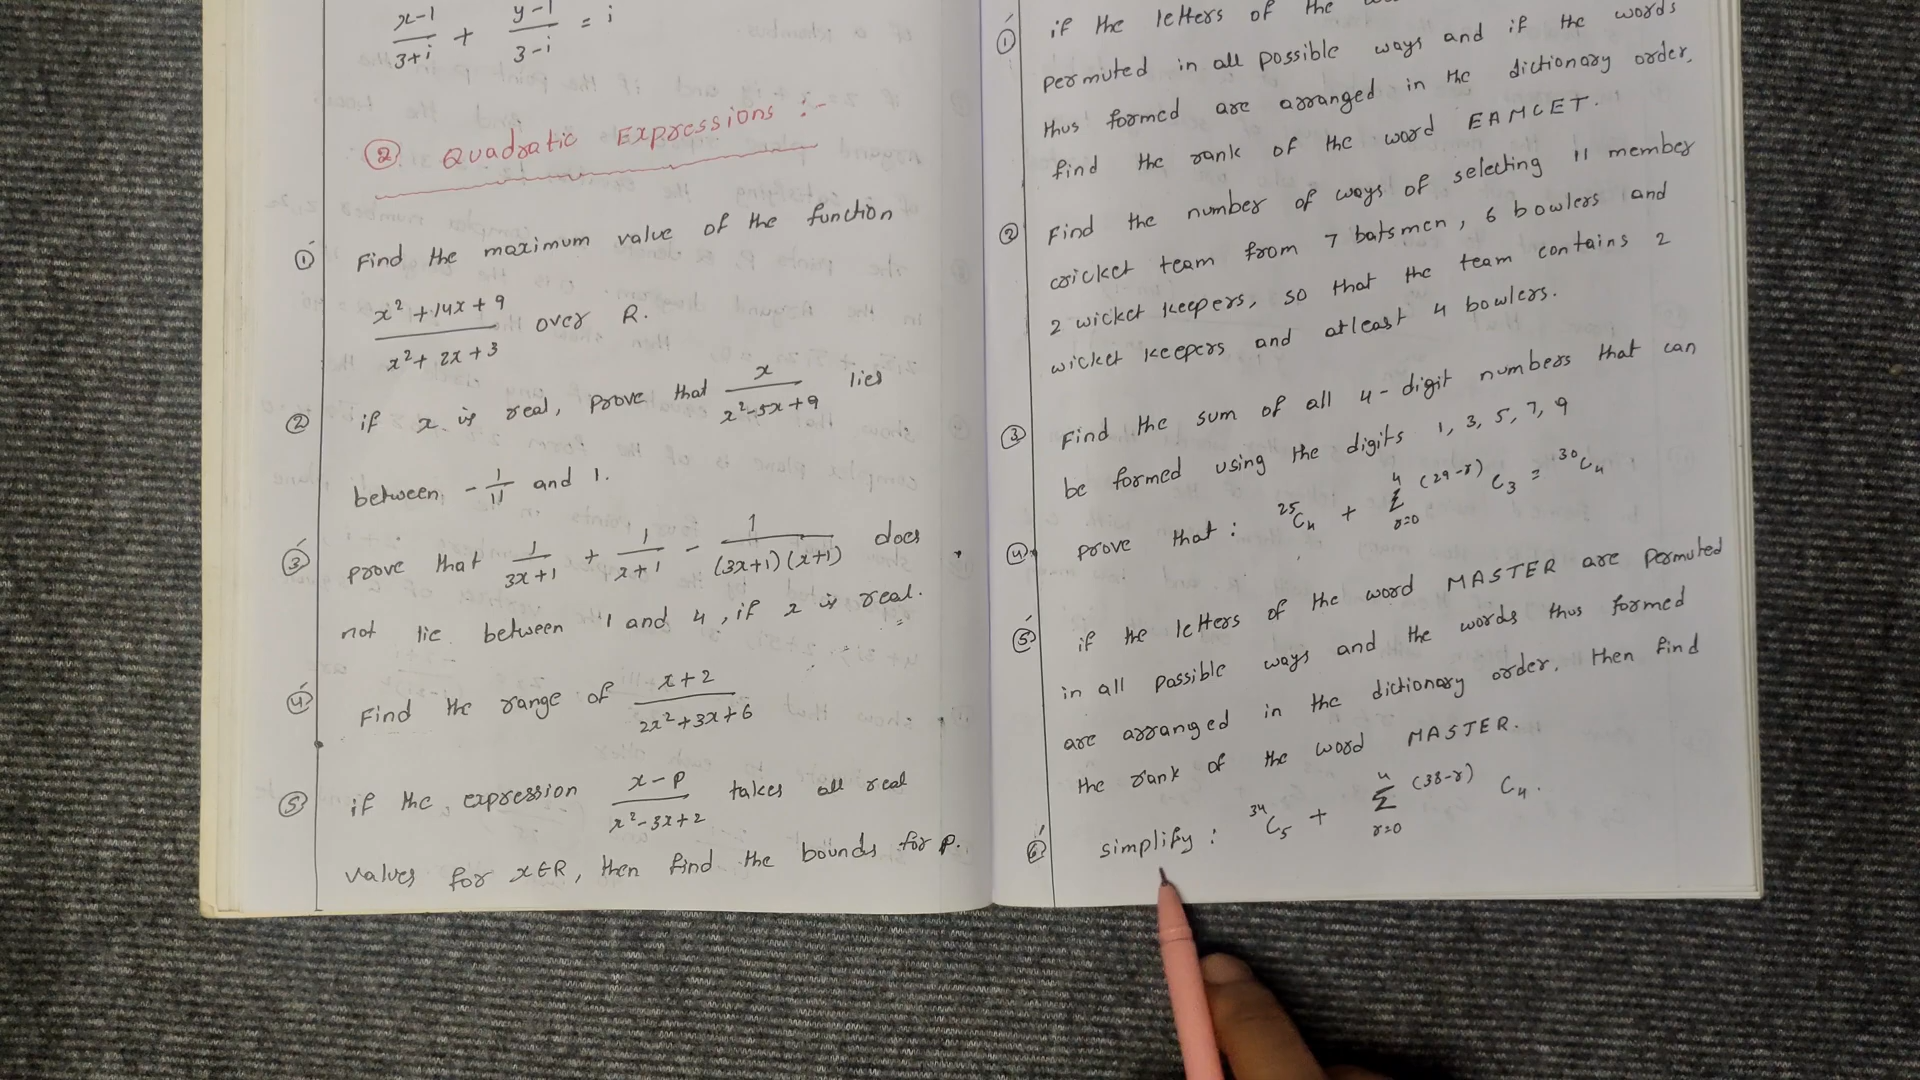 x-1/3+i + y-1/3-i = i
② Quadratic Expressions :-
① Find the maximum value of the function
x² + 14x + 9 / x² + 2x + 3 over R.
② if x is real, prove that x / x² - 5x + 9 lies
between - 1/11 and 1.
③ prove that 1/3x+1 + 1/x+1 - 1/(3x+1)(x+1) does
not lie between 1 and 4, if x is real.
④ Find the range of x+2 / 2x²+3x+6
⑤ if the expression x-p / x²-3x+2 takes all real
values for x∈R, then find the bounds for p.
① if the letters of the
permuted in all possible ways and if the words
thus formed are arranged in the dictionary order,
find the rank of the word EAMCET.
② Find the number of ways of selecting 11 member
cricket team from 7 batsmen, 6 bowlers and
2 wicket keepers, so that the team contains 2
wicket keepers and atleast 4 bowlers.
③ Find the sum of all 4-digit numbers that can
be formed using the digits 1, 3, 5, 7, 9
④ prove that : ²⁵C₄ + 4 Σ r=0 (29-r) C₃ = ³⁰C₄
⑤ if the letters of the word MASTER are permuted
in all possible ways and the words thus formed
are arranged in the dictionary order. then find
the rank of the word MASTER.
⑥ simplify : ³⁴C₅ + 4 Σ r=0 (38-r) C₄.